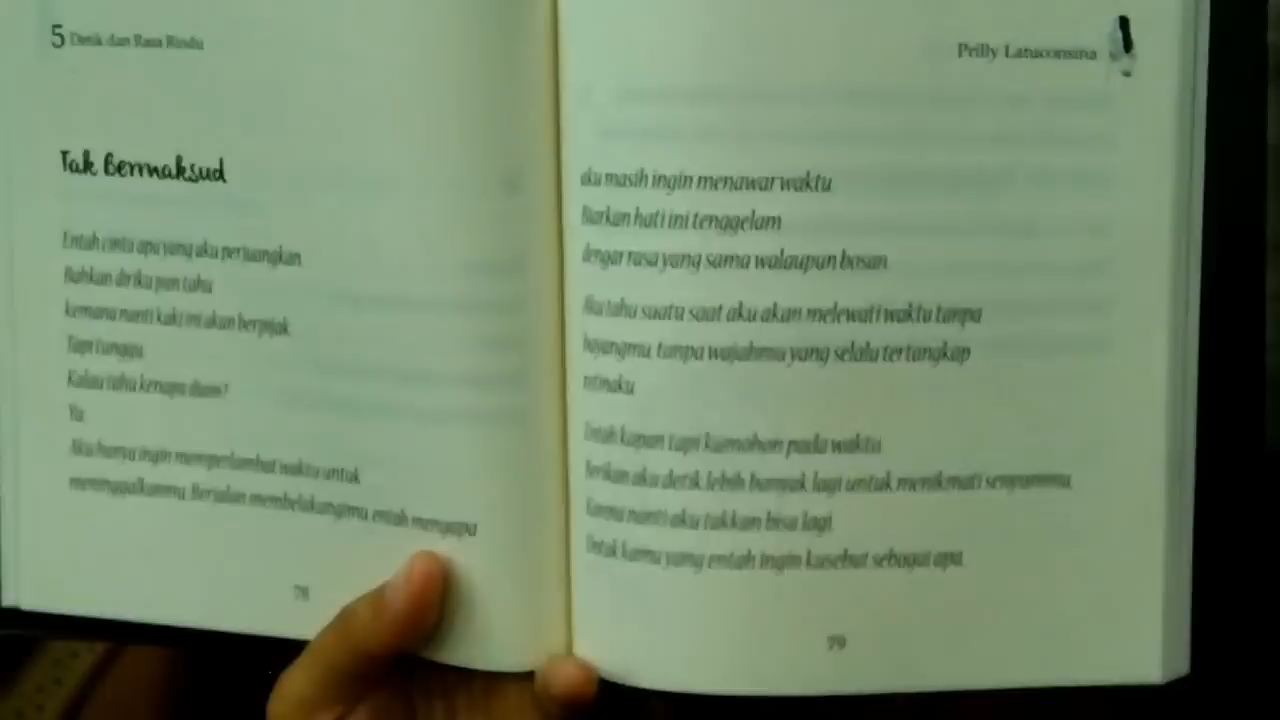 5 Detik dan Rasa Rindu
Tak Bermaksud
Entah cinta apa yang aku perjuangkan
Bahkan diriku pun tahu
kemana nanti kaki ini akan berpijak
Tapi tunggu
Kalau tahu kenapa diam?
Ya
Aku hanya ingin memperlambat waktu untuk
meninggalkanmu. Berjalan membelakangimu entah mengapa
78
Prilly Latuconsina
aku masih ingin menawar waktu
Biarkan hati ini tenggelam
dengan rasa yang sama walaupun bosan
Aku tahu suatu saat aku akan melewati waktu tanpa
bayangmu, tanpa wajahmu yang selalu tertangkap
retinaku
Entah kapan tapi kumohon pada waktu
Berikan aku detik lebih banyak lagi untuk menikmati senyummu
Karena nanti aku takkan bisa lagi
Untuk kamu yang entah ingin kusebut sebagai apa
79